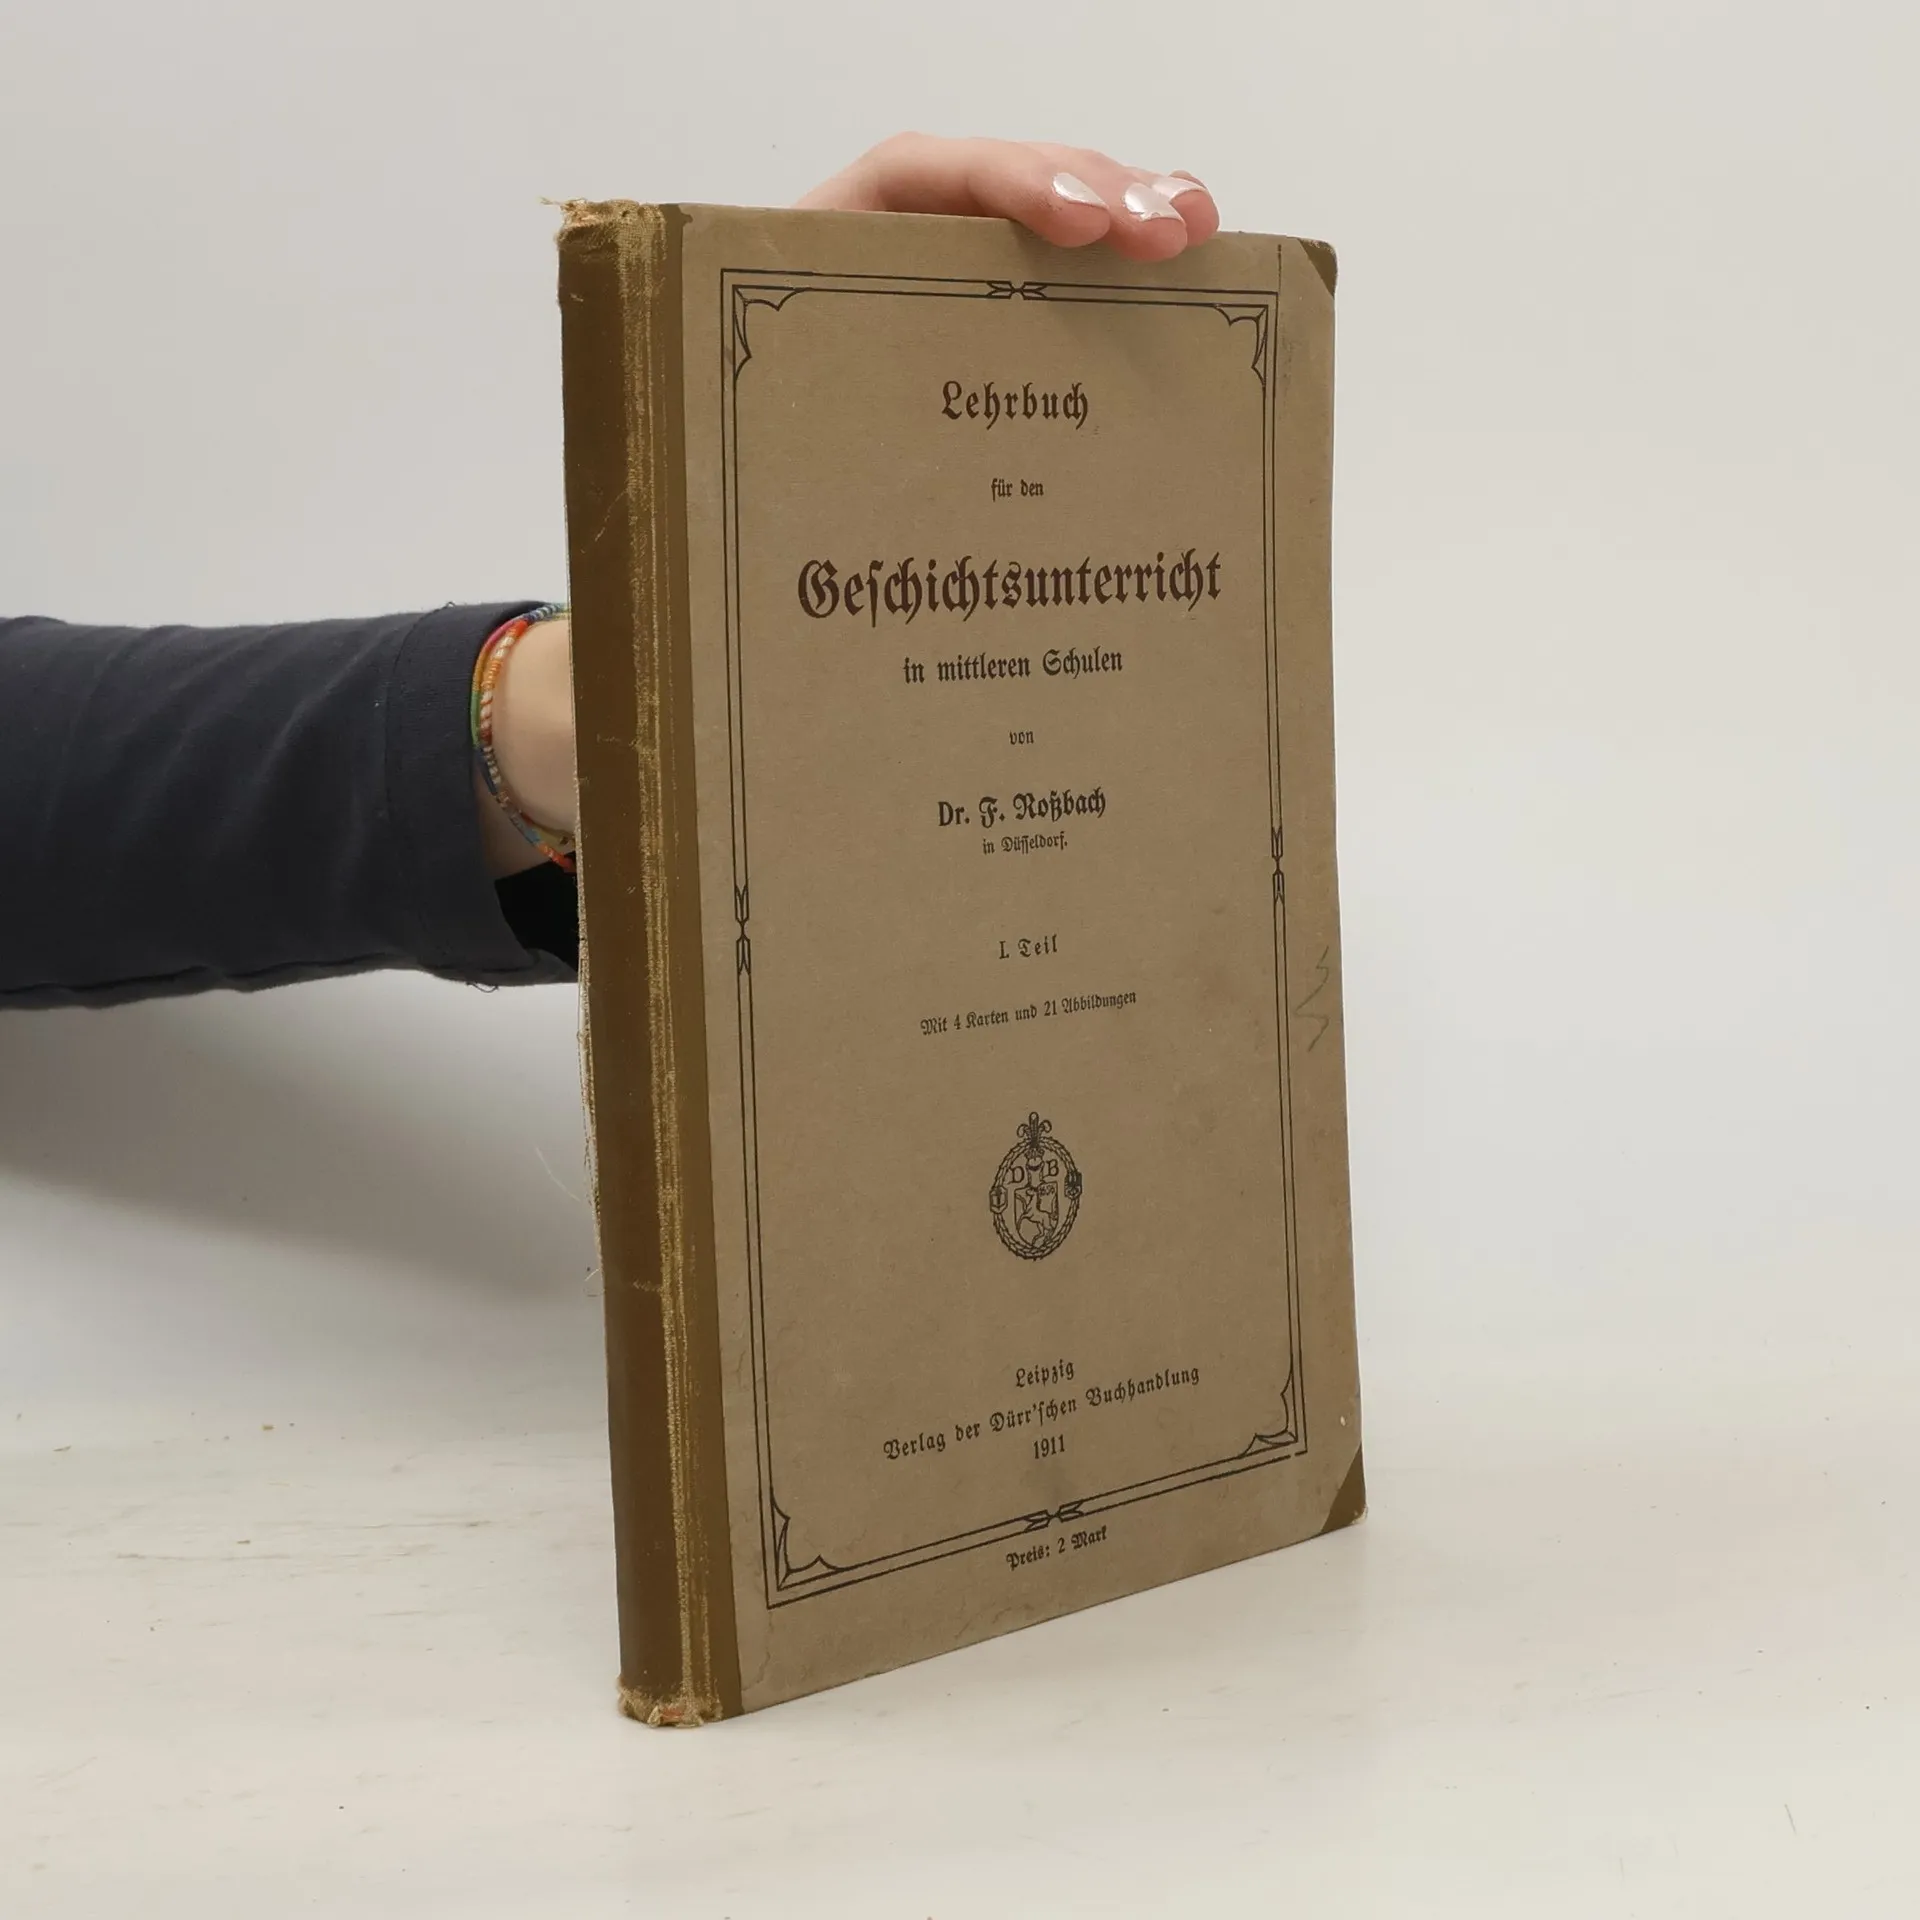 Lehrbuch
für den
Geſchichtsunterricht
in mittleren Schulen
von
Dr. F. Roßbach
in Düſſeldorf.
I. Teil
Mit 4 Karten und 21 Abbildungen
D B
Leipzig
Verlag der Dürr'ſchen Buchhandlung
1911
Preis: 2 Mark